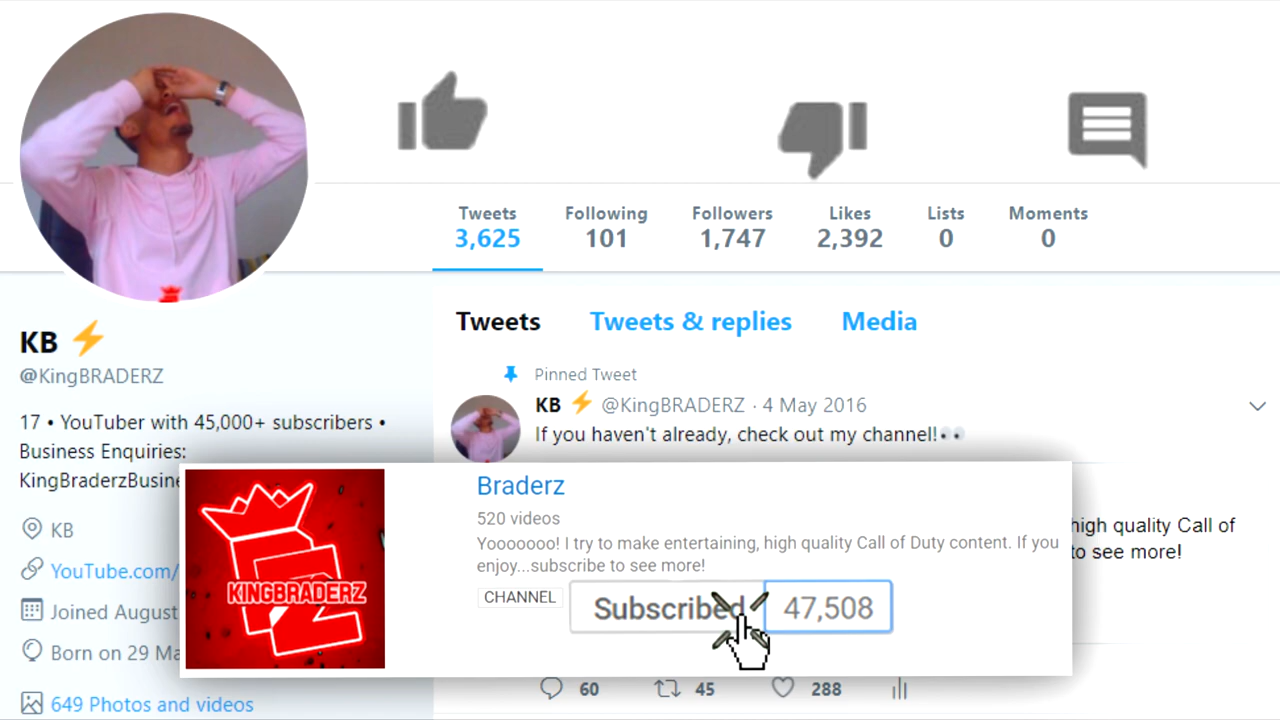 Tweets Following Followers Likes Lists Moments
3,625 101 1,747 2,392 0 0
KB ⚡
@KingBRADERZ
17 • YouTuber with 45,000+ subscribers •
Business Enquiries:
KingBraderzBusine
KB
YouTube.com/
Joined August
Born on 29 Ma
649 Photos and videos
Tweets Tweets & replies Media
Pinned Tweet
KB ⚡ @KingBRADERZ · 4 May 2016
If you haven't already, check out my channel!👀
high quality Call of
to see more!
KINGBRADERZ
Braderz
520 videos
Yooooooo! I try to make entertaining, high quality Call of Duty content. If you
enjoy...subscribe to see more!
CHANNEL Subscribed 47,508
60 45 288